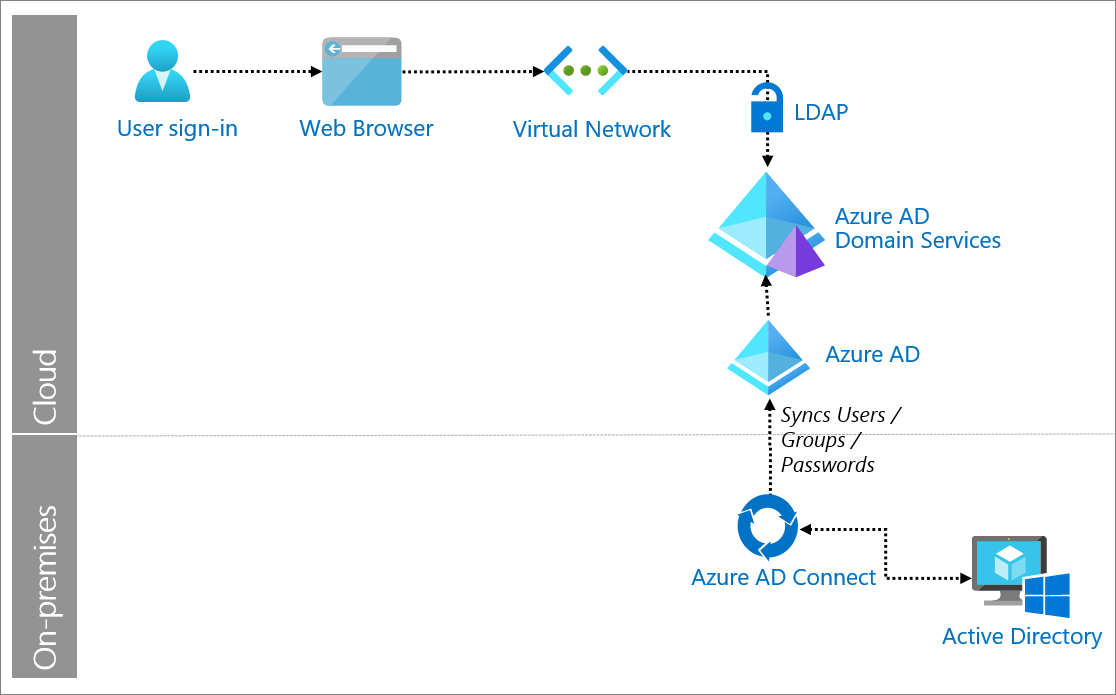 User sign-in
Web Browser
Virtual Network
LDAP
Azure AD
Domain Services
Azure AD
Cloud
Syncs Users /
Groups /
Passwords
On-premises
Azure AD Connect
Active Directory